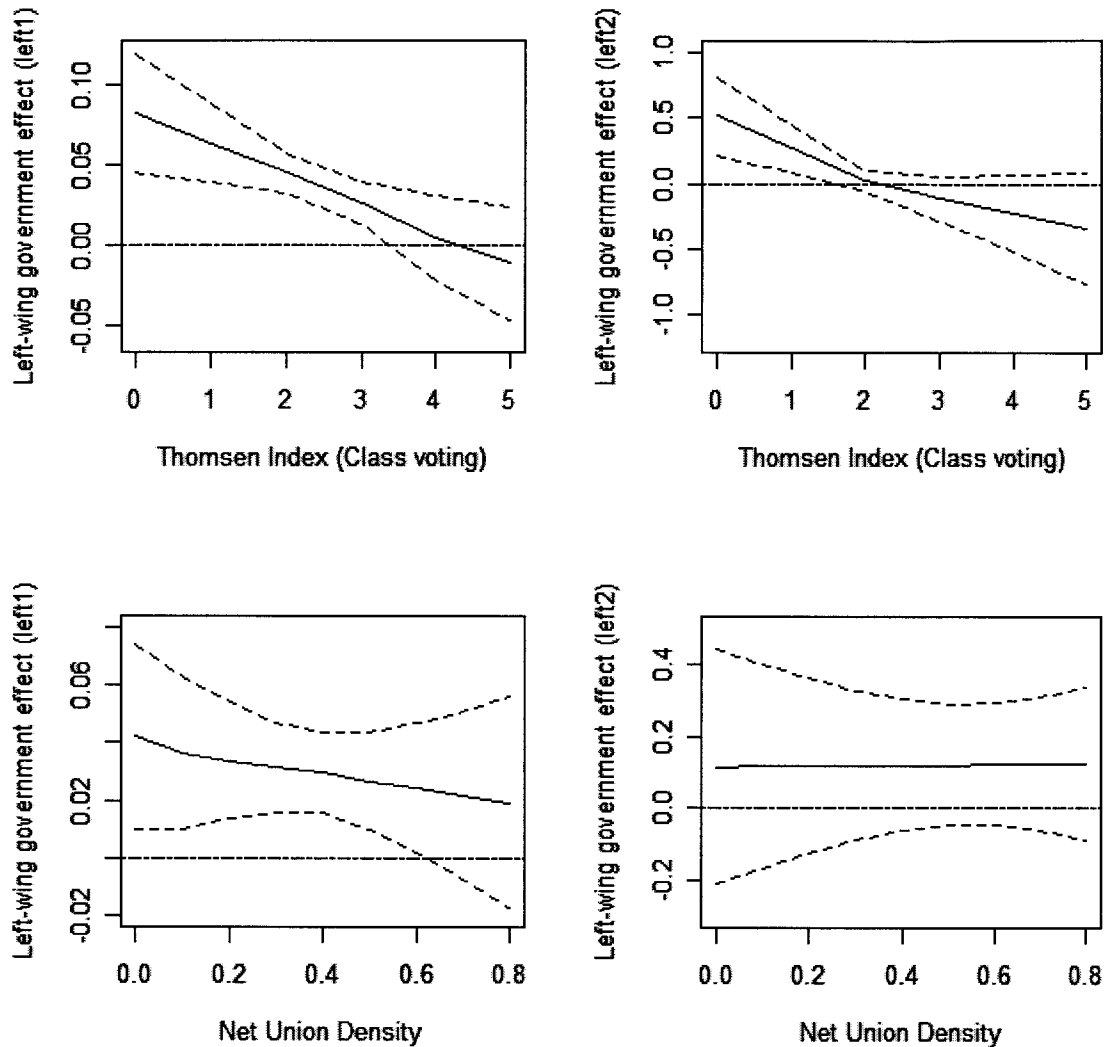 Left-wing government effect (left1)
0.10
0.05
0.00
-0.05
0 1 2 3 4 5
Thomsen Index (Class voting)
Left-wing government effect (left2)
1.0
0.5
0.0
-0.5
-1.0
0 1 2 3 4 5
Thomsen Index (Class voting)
Left-wing government effect (left1)
0.06
0.02
-0.02
0.0 0.2 0.4 0.6 0.8
Net Union Density
Left-wing government effect (left2)
0.4
0.2
0.0
-0.2
0.0 0.2 0.4 0.6 0.8
Net Union Density